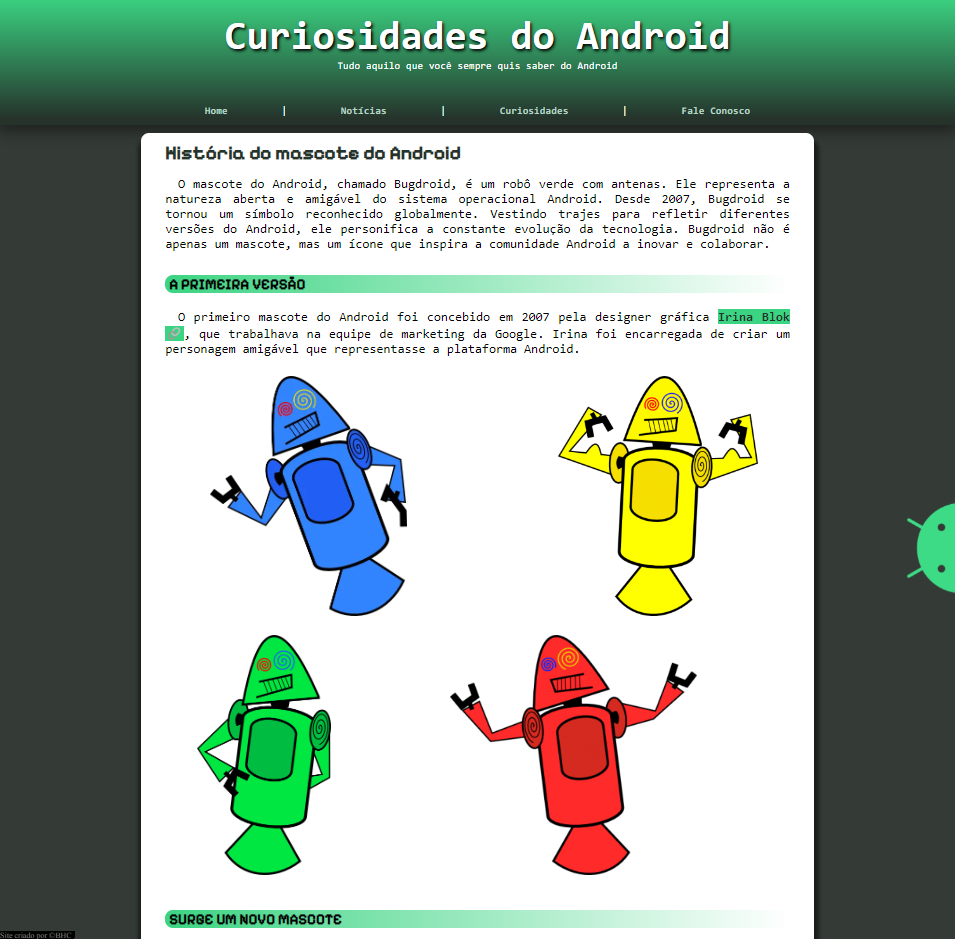 Curiosidades do Android
Tudo aquilo que você sempre quis saber do Android
Home | Notícias | Curiosidades | Fale Conosco
História do mascote do Android
O mascote do Android, chamado Bugdroid, é um robô verde com antenas. Ele representa a
natureza aberta e amigável do sistema operacional Android. Desde 2007, Bugdroid se
tornou um símbolo reconhecido globalmente. Vestindo trajes para refletir diferentes
versões do Android, ele personifica a constante evolução da tecnologia. Bugdroid não é
apenas um mascote, mas um ícone que inspira a comunidade Android a inovar e colaborar.
A PRIMEIRA VERSÃO
O primeiro mascote do Android foi concebido em 2007 pela designer gráfica Irina Blok
, que trabalhava na equipe de marketing da Google. Irina foi encarregada de criar um
personagem amigável que representasse a plataforma Android.
SURGE UM NOVO MASCOTE
Site criado por ©BHC